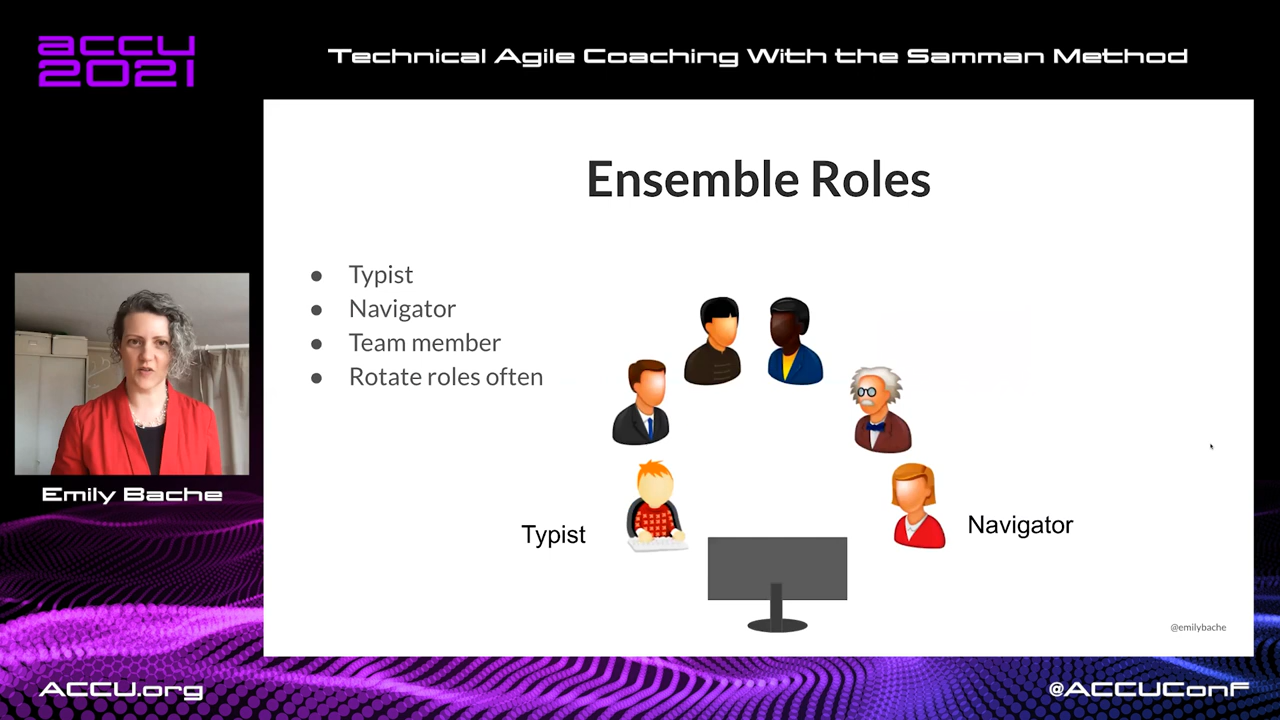 accu
2021
Technical Agile Coaching With the Samman Method
Ensemble Roles
● Typist
● Navigator
● Team member
● Rotate roles often
Emily Bache
Typist
Navigator
@emilybache
ACCU.org
@ACCUConf